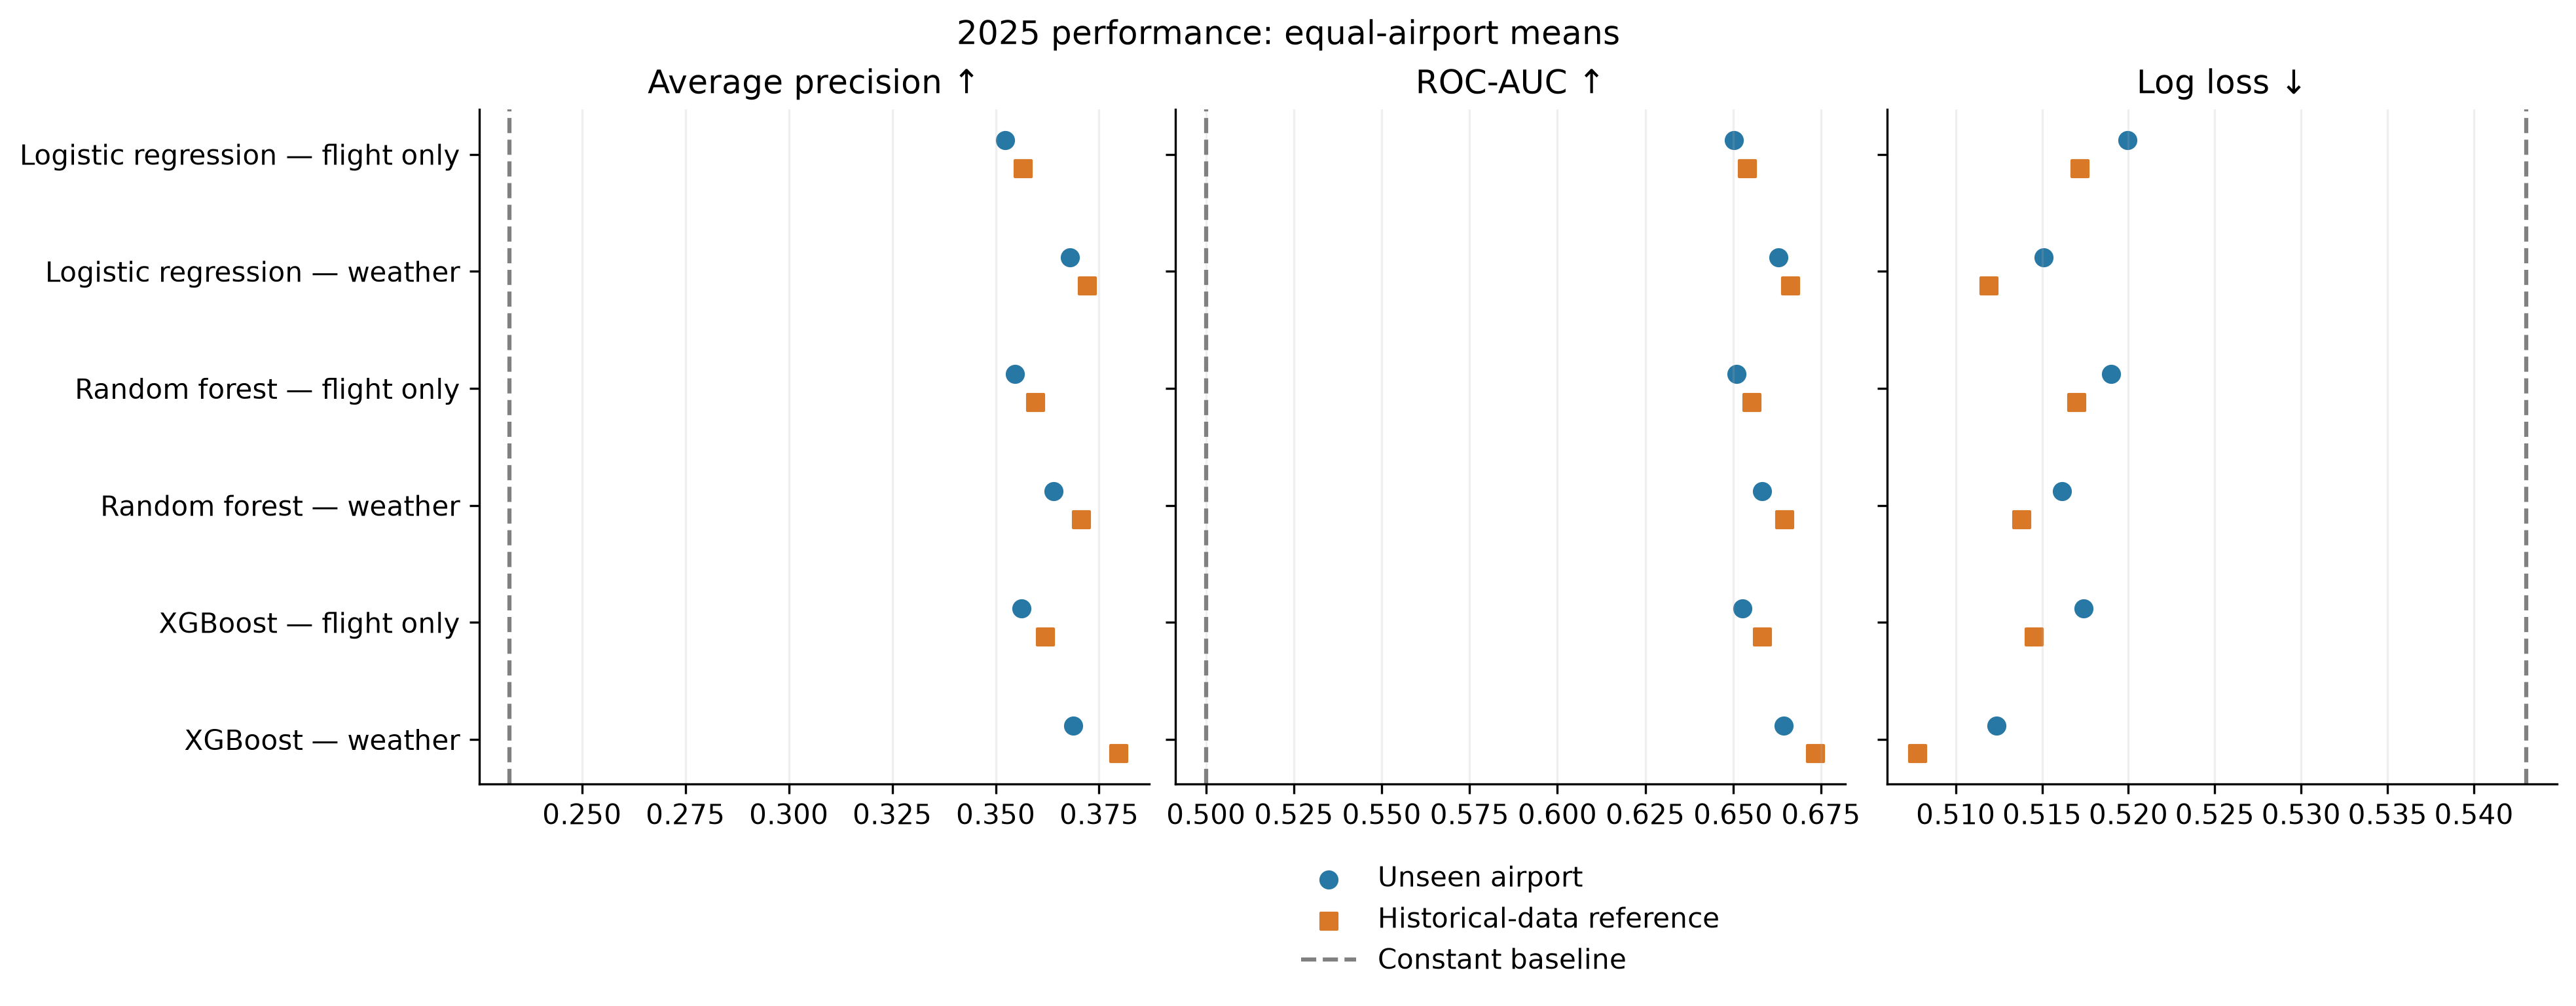 2025 performance: equal-airport means
Average precision ↑
ROC-AUC ↑
Log loss ↓
Logistic regression — flight only
Logistic regression — weather
Random forest — flight only
Random forest — weather
XGBoost — flight only
XGBoost — weather
0.250 0.275 0.300 0.325 0.350 0.375
0.500 0.525 0.550 0.575 0.600 0.625 0.650 0.675
0.510 0.515 0.520 0.525 0.530 0.535 0.540
Unseen airport
Historical-data reference
Constant baseline